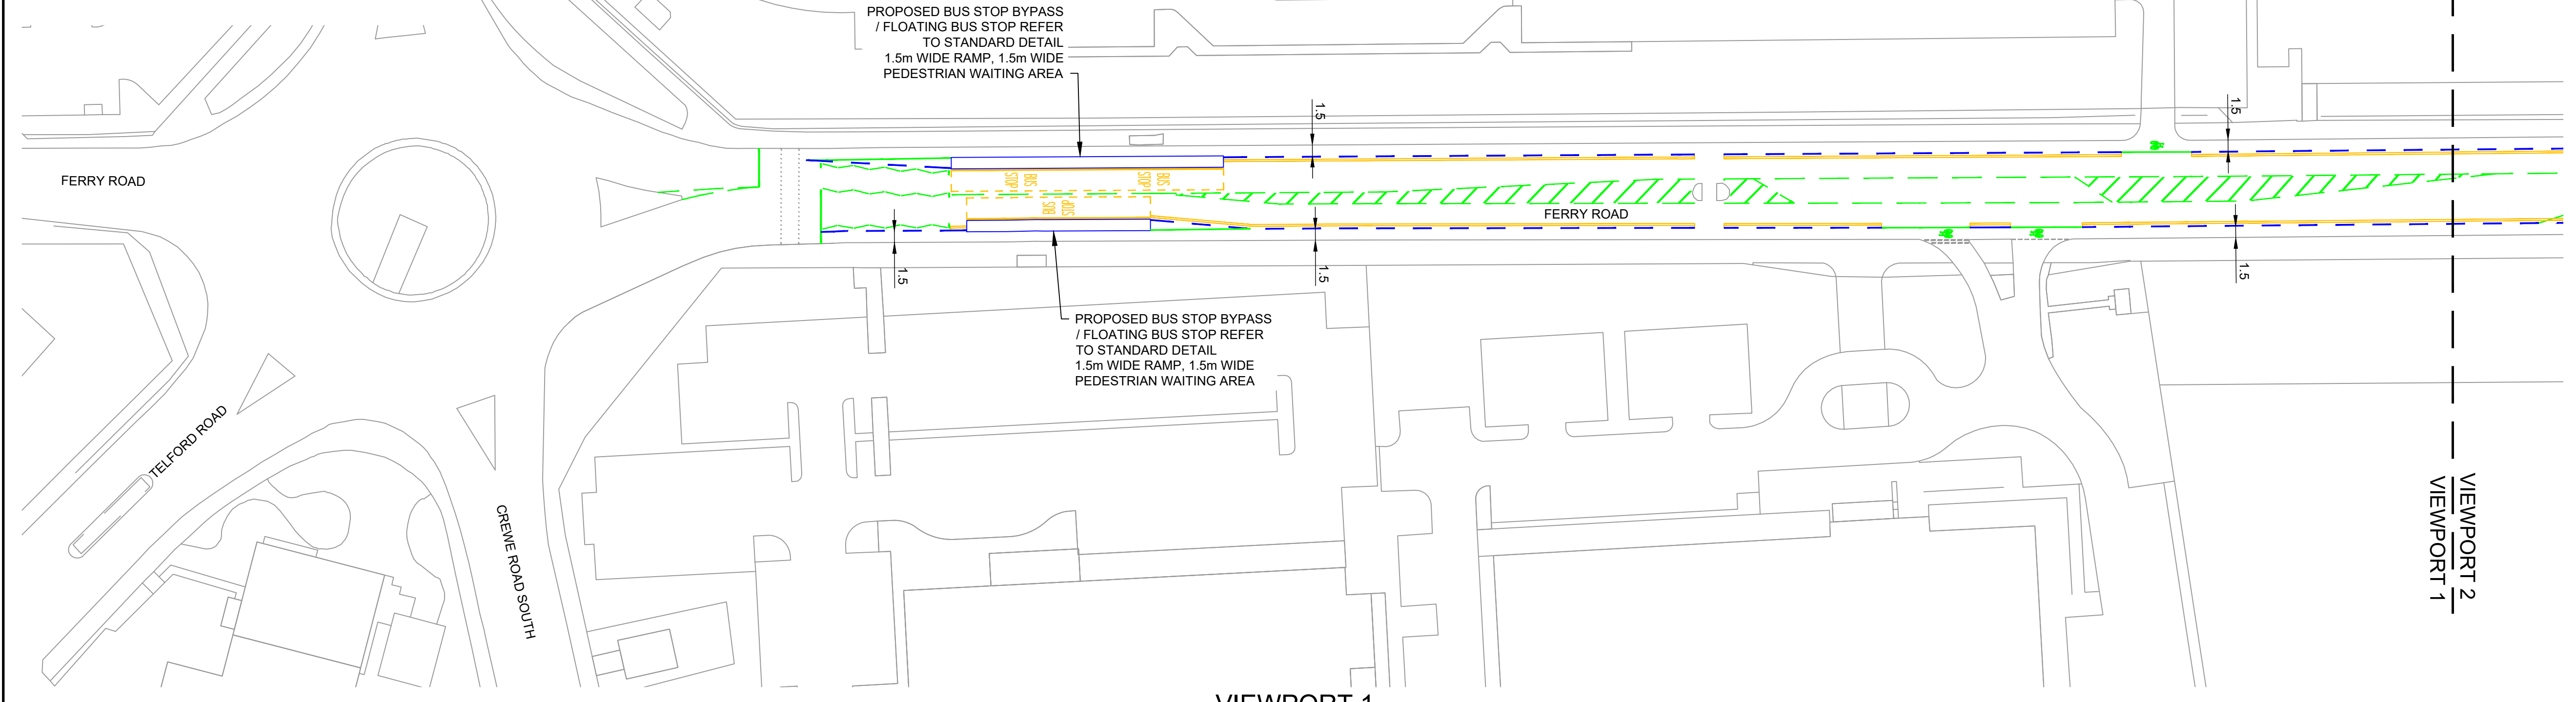 PROPOSED BUS STOP BYPASS
/ FLOATING BUS STOP REFER
TO STANDARD DETAIL
1.5m WIDE RAMP, 1.5m WIDE
PEDESTRIAN WAITING AREA
1.5
1.5
FERRY ROAD
BUS
STOP
BUS
STOP
BUS
STOP
FERRY ROAD
1.5
1.5
1.5
PROPOSED BUS STOP BYPASS
/ FLOATING BUS STOP REFER
TO STANDARD DETAIL
1.5m WIDE RAMP, 1.5m WIDE
PEDESTRIAN WAITING AREA
TELFORD ROAD
CREWE ROAD SOUTH
VIEWPORT 2
VIEWPORT 1
VIEWPORT 1